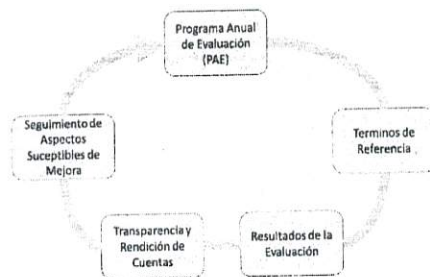 Programa Anual
de Evaluación
(PAE)
Terminos de
Referencia
Resultados de la
Evaluación
Transparencia y
Rendición de
Cuentas
Seguimiento de
Aspectos
Suceptibles de
Mejora